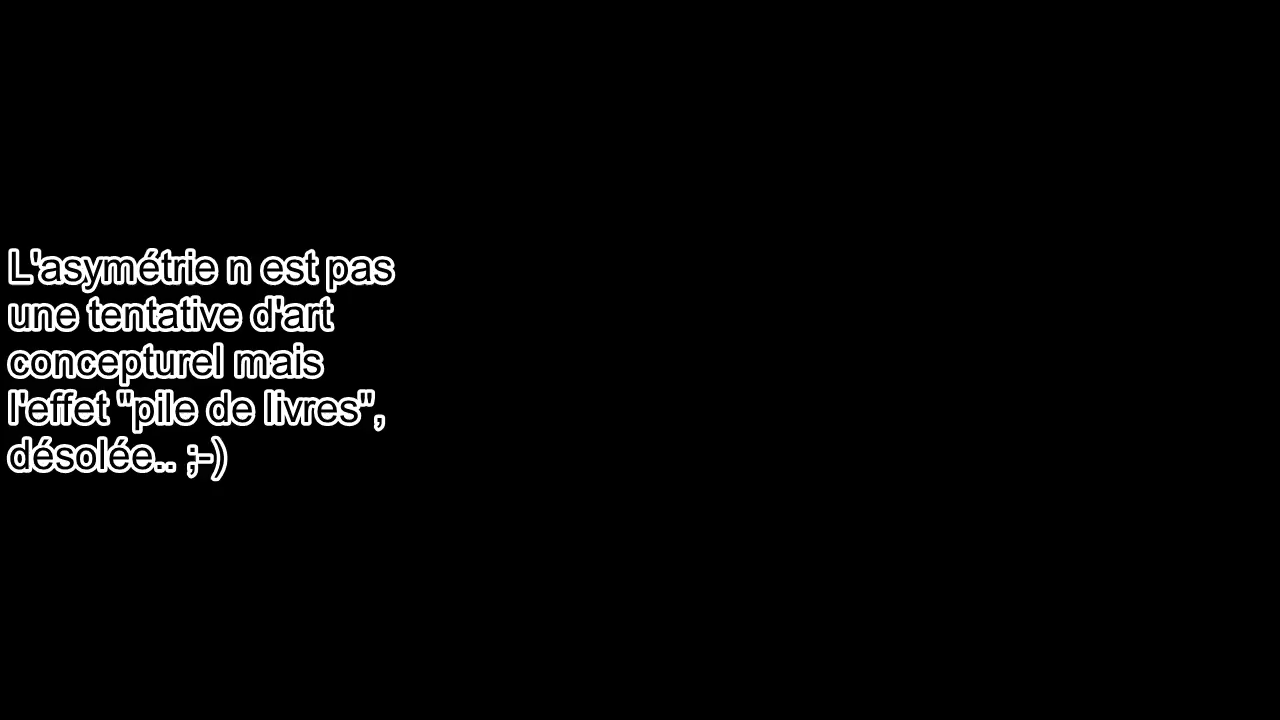 L'asymétrie n est pas
une tentative d'art
concepturel mais
l'effet "pile de livres",
désolée.. ;-)